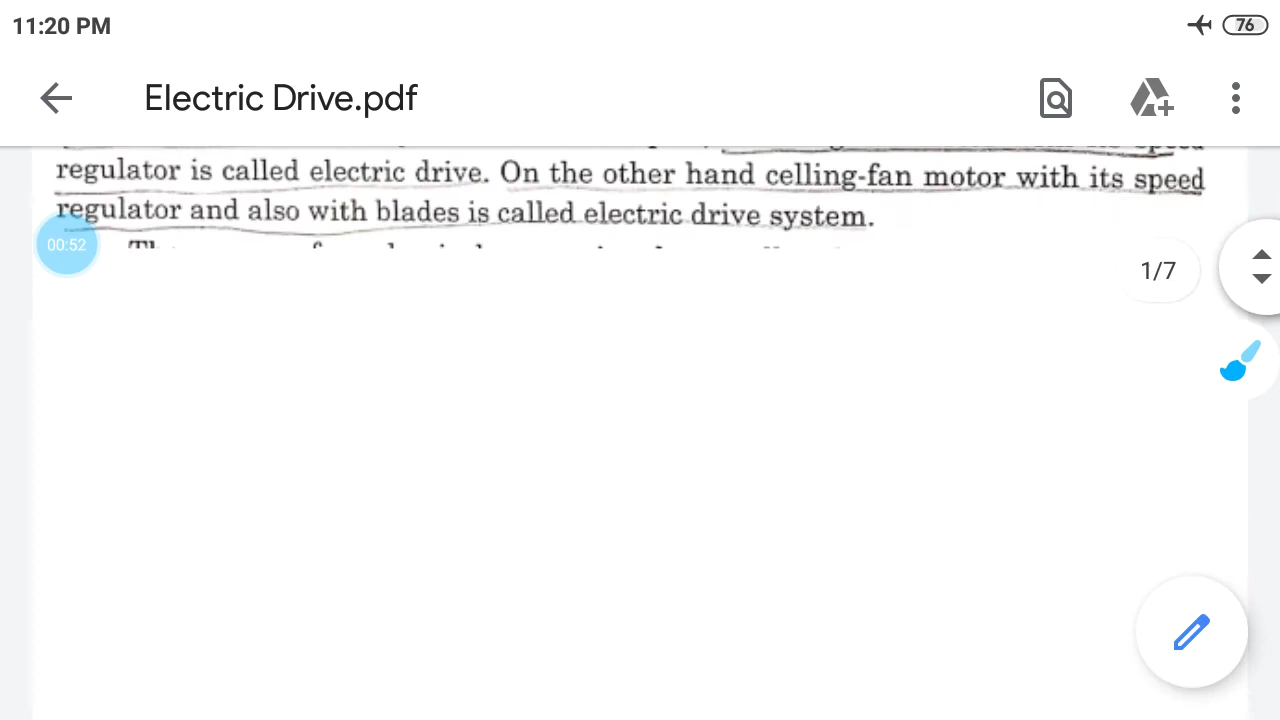 11:20 PM
76
Electric Drive.pdf
speed
regulator is called electric drive. On the other hand celling-fan motor with its speed
regulator and also with blades is called electric drive system.
00:52
1/7